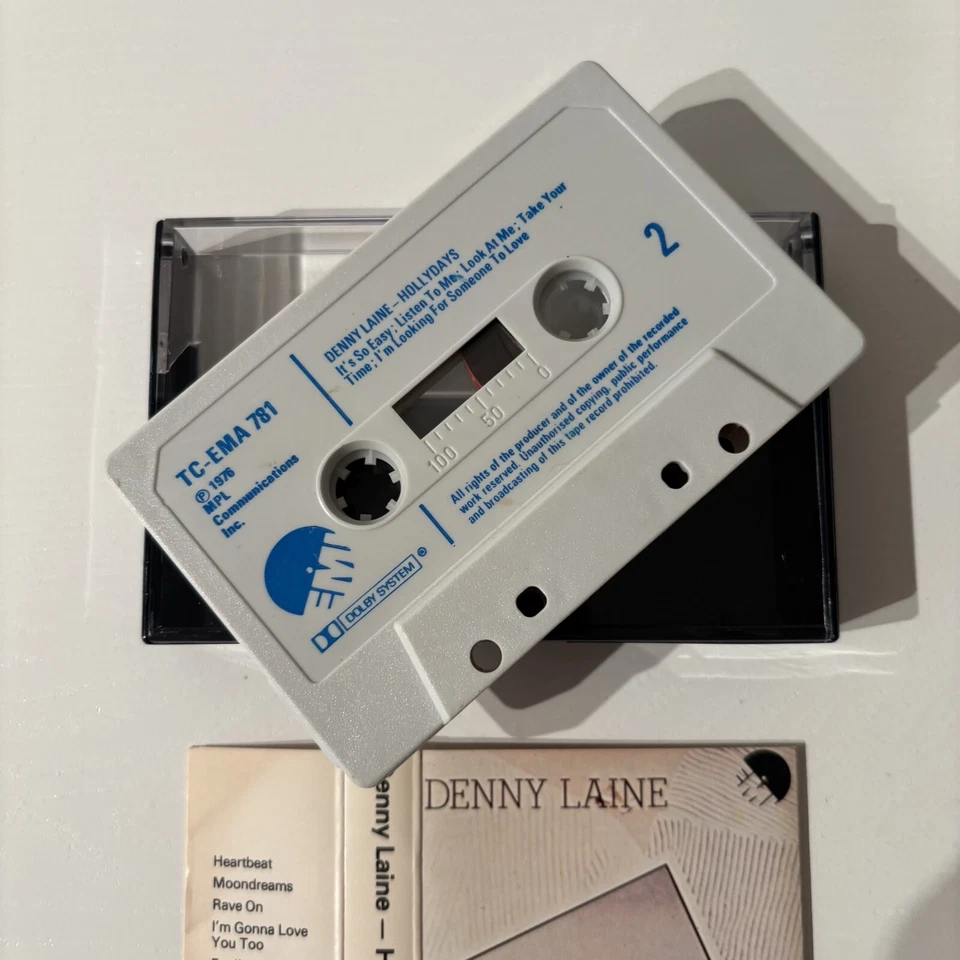 DENNY LAINE – HOLLYDAYS
It's So Easy; Listen To Me; Look At Me; Take Your
Time; I'm Looking For Someone To Love
2
TC-EMA 781
℗ 1976
MPL
Communications
Inc.
EMI
DOLBY SYSTEM
100 50 0
All rights of the producer and of the owner of the recorded
work reserved. Unauthorised copying, public performance
and broadcasting of this tape record prohibited.
Heartbeat
Moondreams
Rave On
I'm Gonna Love
You Too
enny Laine — H
DENNY LAINE
EMI